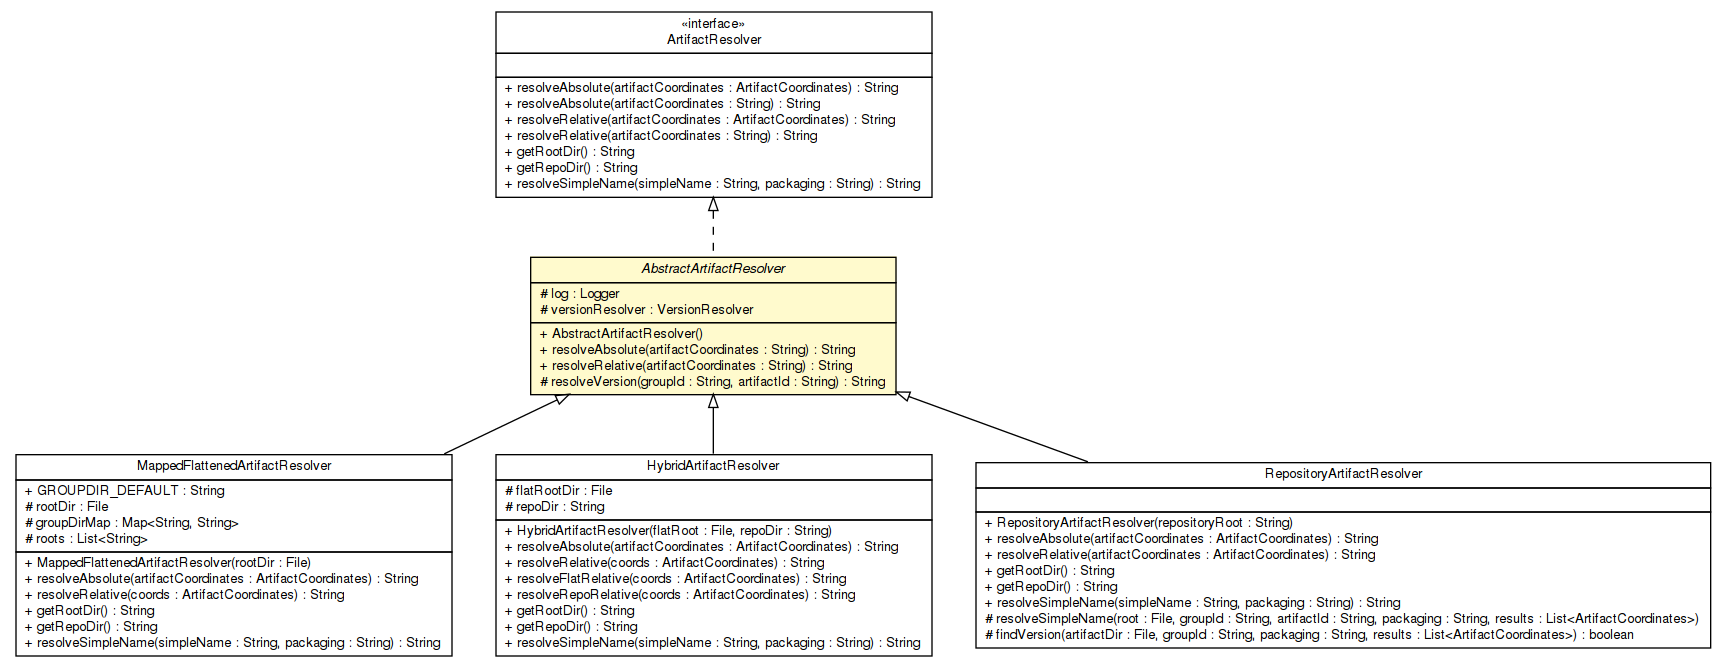 «interface»
ArtifactResolver
+ resolveAbsolute(artifactCoordinates : ArtifactCoordinates) : String
+ resolveAbsolute(artifactCoordinates : String) : String
+ resolveRelative(artifactCoordinates : ArtifactCoordinates) : String
+ resolveRelative(artifactCoordinates : String) : String
+ getRootDir() : String
+ getRepoDir() : String
+ resolveSimpleName(simpleName : String, packaging : String) : String
AbstractArtifactResolver
# log : Logger
# versionResolver : VersionResolver
+ AbstractArtifactResolver()
+ resolveAbsolute(artifactCoordinates : String) : String
+ resolveRelative(artifactCoordinates : String) : String
# resolveVersion(groupId : String, artifactId : String) : String
MappedFlattenedArtifactResolver
+ GROUPDIR_DEFAULT : String
# rootDir : File
# groupDirMap : Map<String, String>
# roots : List<String>
+ MappedFlattenedArtifactResolver(rootDir : File)
+ resolveAbsolute(artifactCoordinates : ArtifactCoordinates) : String
+ resolveRelative(coords : ArtifactCoordinates) : String
+ getRootDir() : String
+ getRepoDir() : String
+ resolveSimpleName(simpleName : String, packaging : String) : String
HybridArtifactResolver
# flatRootDir : File
# repoDir : String
+ HybridArtifactResolver(flatRoot : File, repoDir : String)
+ resolveAbsolute(artifactCoordinates : ArtifactCoordinates) : String
+ resolveRelative(coords : ArtifactCoordinates) : String
+ resolveFlatRelative(coords : ArtifactCoordinates) : String
+ resolveRepoRelative(coords : ArtifactCoordinates) : String
+ getRootDir() : String
+ getRepoDir() : String
+ resolveSimpleName(simpleName : String, packaging : String) : String
RepositoryArtifactResolver
+ RepositoryArtifactResolver(repositoryRoot : String)
+ resolveAbsolute(artifactCoordinates : ArtifactCoordinates) : String
+ resolveRelative(artifactCoordinates : ArtifactCoordinates) : String
+ getRootDir() : String
+ getRepoDir() : String
+ resolveSimpleName(simpleName : String, packaging : String) : String
# resolveSimpleName(root : File, groupId : String, artifactId : String, packaging : String, results : List<ArtifactCoordinates>)
# findVersion(artifactDir : File, groupId : String, packaging : String, results : List<ArtifactCoordinates>) : boolean